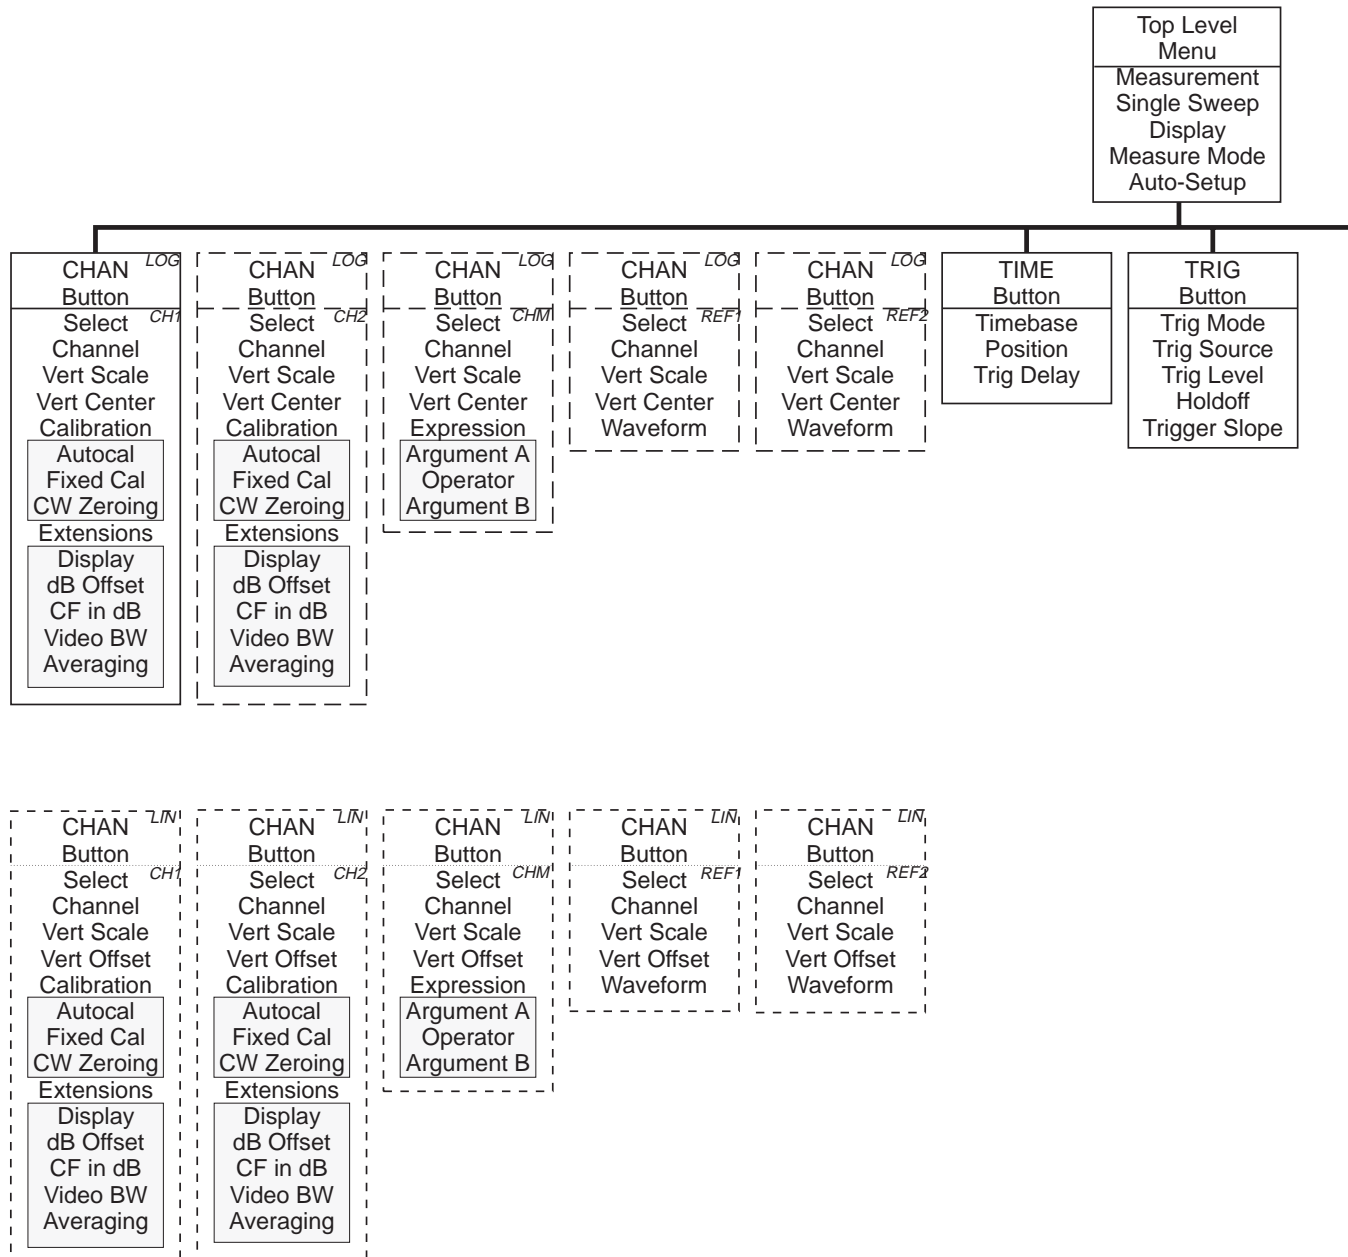 Top Level
Menu
Measurement
Single Sweep
Display
Measure Mode
Auto-Setup
CHAN LOG
Button
Select CH1
Channel
Vert Scale
Vert Center
Calibration
Autocal
Fixed Cal
CW Zeroing
Extensions
Display
dB Offset
CF in dB
Video BW
Averaging
CHAN LOG
Button
Select CH2
Channel
Vert Scale
Vert Center
Calibration
Autocal
Fixed Cal
CW Zeroing
Extensions
Display
dB Offset
CF in dB
Video BW
Averaging
CHAN LOG
Button
Select CHM
Channel
Vert Scale
Vert Center
Expression
Argument A
Operator
Argument B
CHAN LOG
Button
Select REF1
Channel
Vert Scale
Vert Center
Waveform
CHAN LOG
Button
Select REF2
Channel
Vert Scale
Vert Center
Waveform
TIME
Button
Timebase
Position
Trig Delay
TRIG
Button
Trig Mode
Trig Source
Trig Level
Holdoff
Trigger Slope
CHAN LIN
Button
Select CH1
Channel
Vert Scale
Vert Offset
Calibration
Autocal
Fixed Cal
CW Zeroing
Extensions
Display
dB Offset
CF in dB
Video BW
Averaging
CHAN LIN
Button
Select CH2
Channel
Vert Scale
Vert Offset
Calibration
Autocal
Fixed Cal
CW Zeroing
Extensions
Display
dB Offset
CF in dB
Video BW
Averaging
CHAN LIN
Button
Select CHM
Channel
Vert Scale
Vert Offset
Expression
Argument A
Operator
Argument B
CHAN LIN
Button
Select REF1
Channel
Vert Scale
Vert Offset
Waveform
CHAN LIN
Button
Select REF2
Channel
Vert Scale
Vert Offset
Waveform